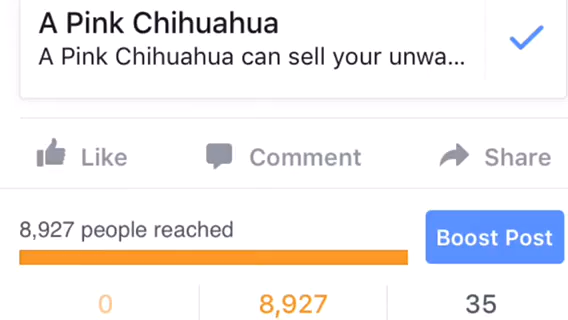 A Pink Chihuahua
A Pink Chihuahua can sell your unwa...
Like Comment Share
8,927 people reached
Boost Post
0 8,927 35